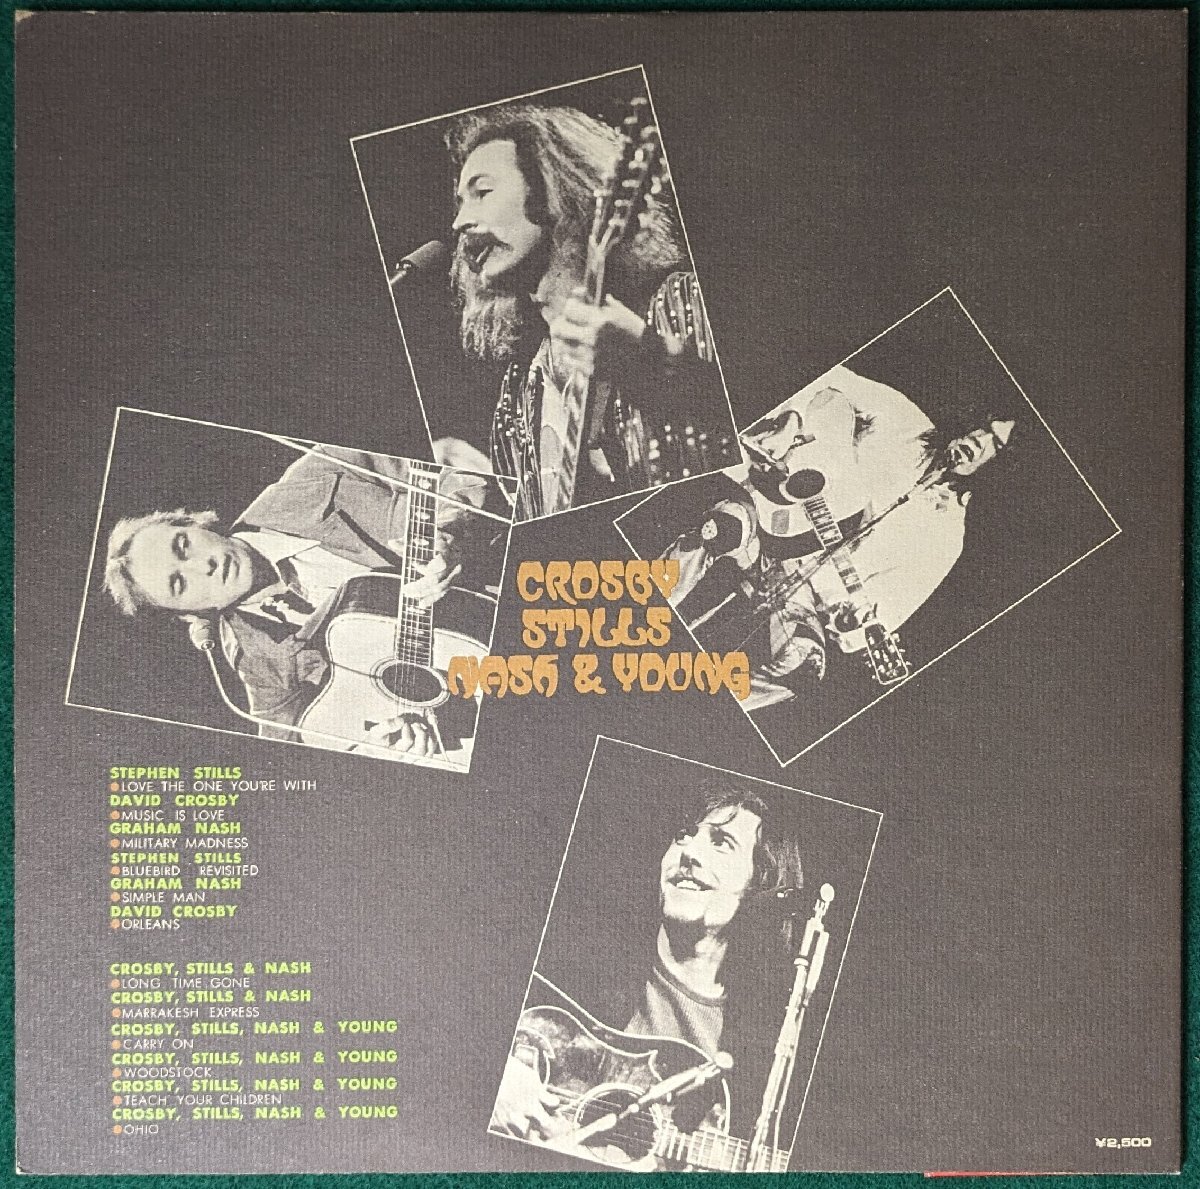 CROSBY
STILLS
NASH & YOUNG
STEPHEN STILLS
●LOVE THE ONE YOU'RE WITH
DAVID CROSBY
●MUSIC IS LOVE
GRAHAM NASH
●MILITARY MADNESS
STEPHEN STILLS
●BLUEBIRD REVISITED
GRAHAM NASH
●SIMPLE MAN
DAVID CROSBY
●ORLEANS
CROSBY, STILLS & NASH
●LONG TIME GONE
CROSBY, STILLS & NASH
●MARRAKESH EXPRESS
CROSBY, STILLS, NASH & YOUNG
●CARRY ON
CROSBY, STILLS, NASH & YOUNG
●WOODSTOCK
CROSBY, STILLS, NASH & YOUNG
●TEACH YOUR CHILDREN
CROSBY, STILLS, NASH & YOUNG
●OHIO
¥2,500